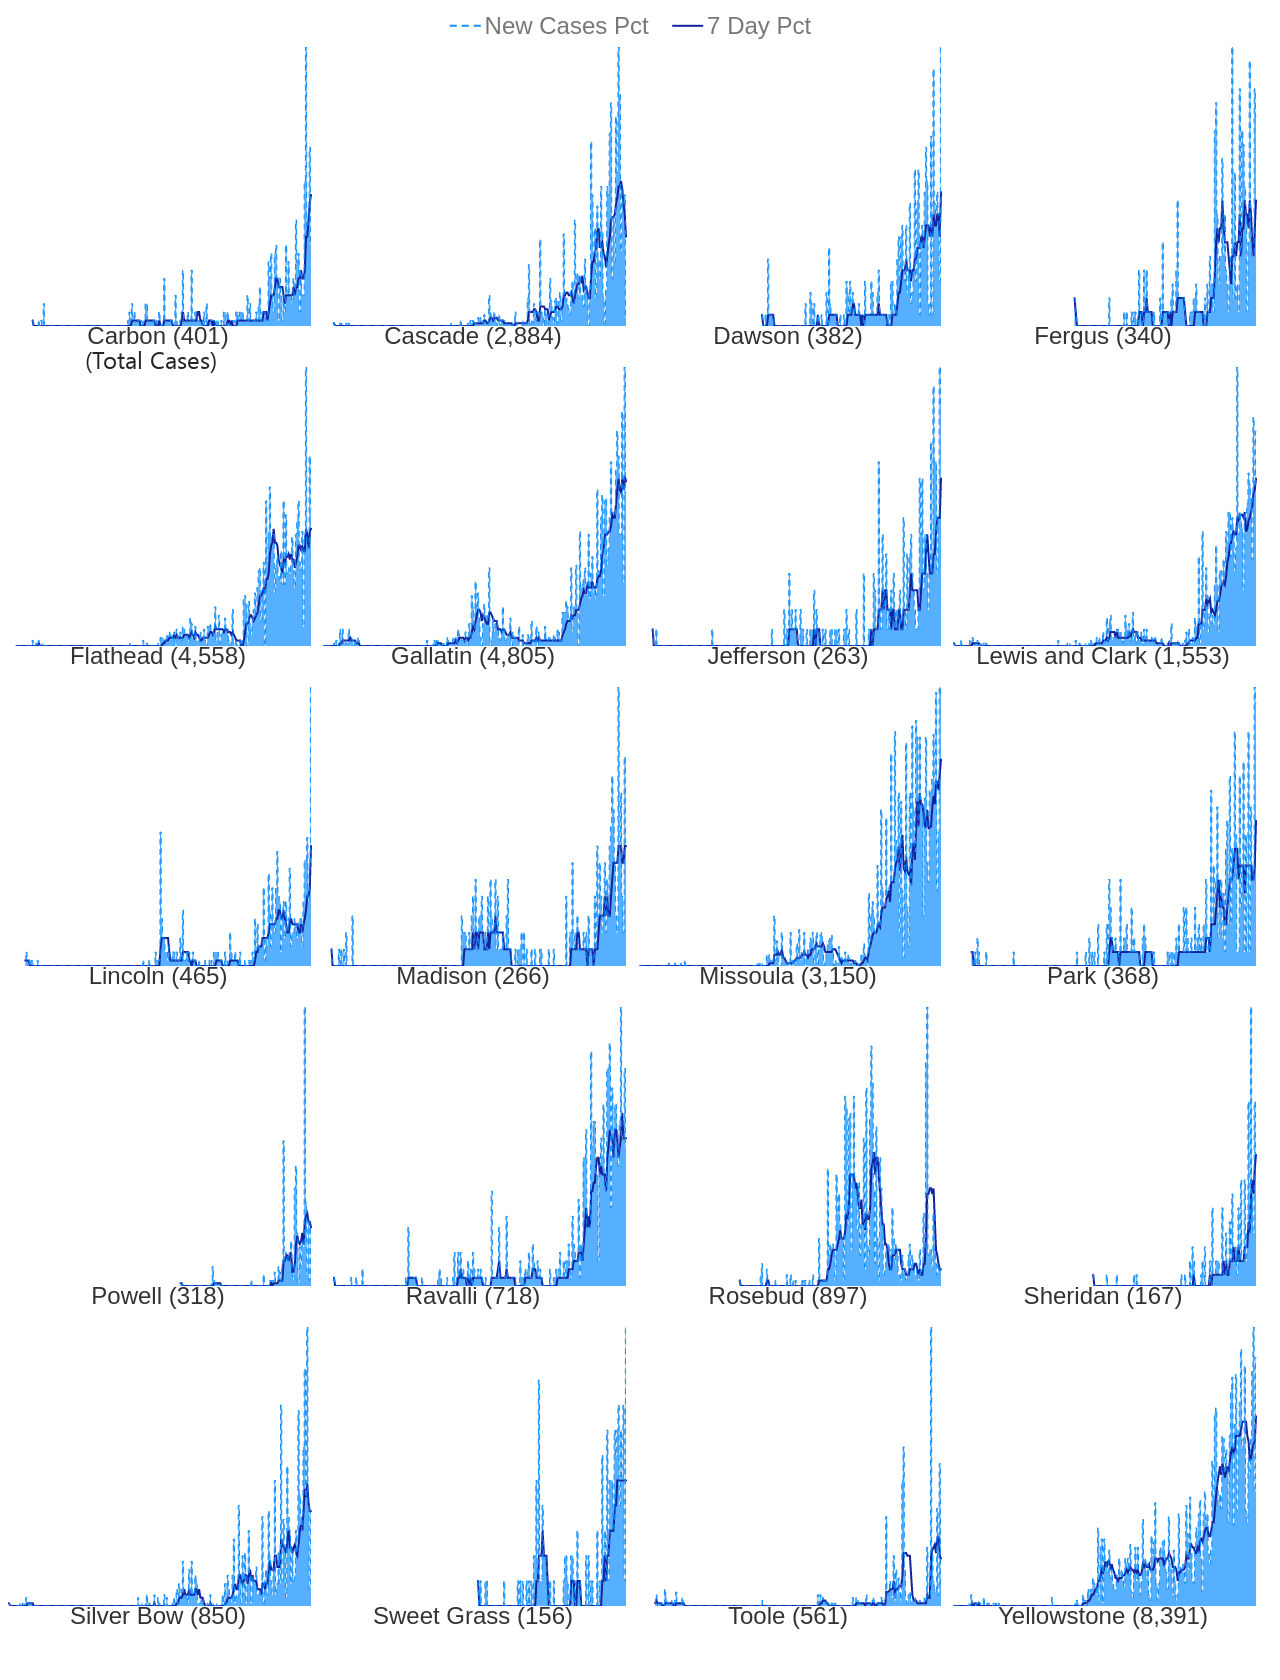 New Cases Pct 7 Day Pct
Carbon (401) Cascade (2,884) Dawson (382) Fergus (340)
(Total Cases)
Flathead (4,558) Gallatin (4,805) Jefferson (263) Lewis and Clark (1,553)
Lincoln (465) Madison (266) Missoula (3,150) Park (368)
Powell (318) Ravalli (718) Rosebud (897) Sheridan (167)
Silver Bow (850) Sweet Grass (156) Toole (561) Yellowstone (8,391)